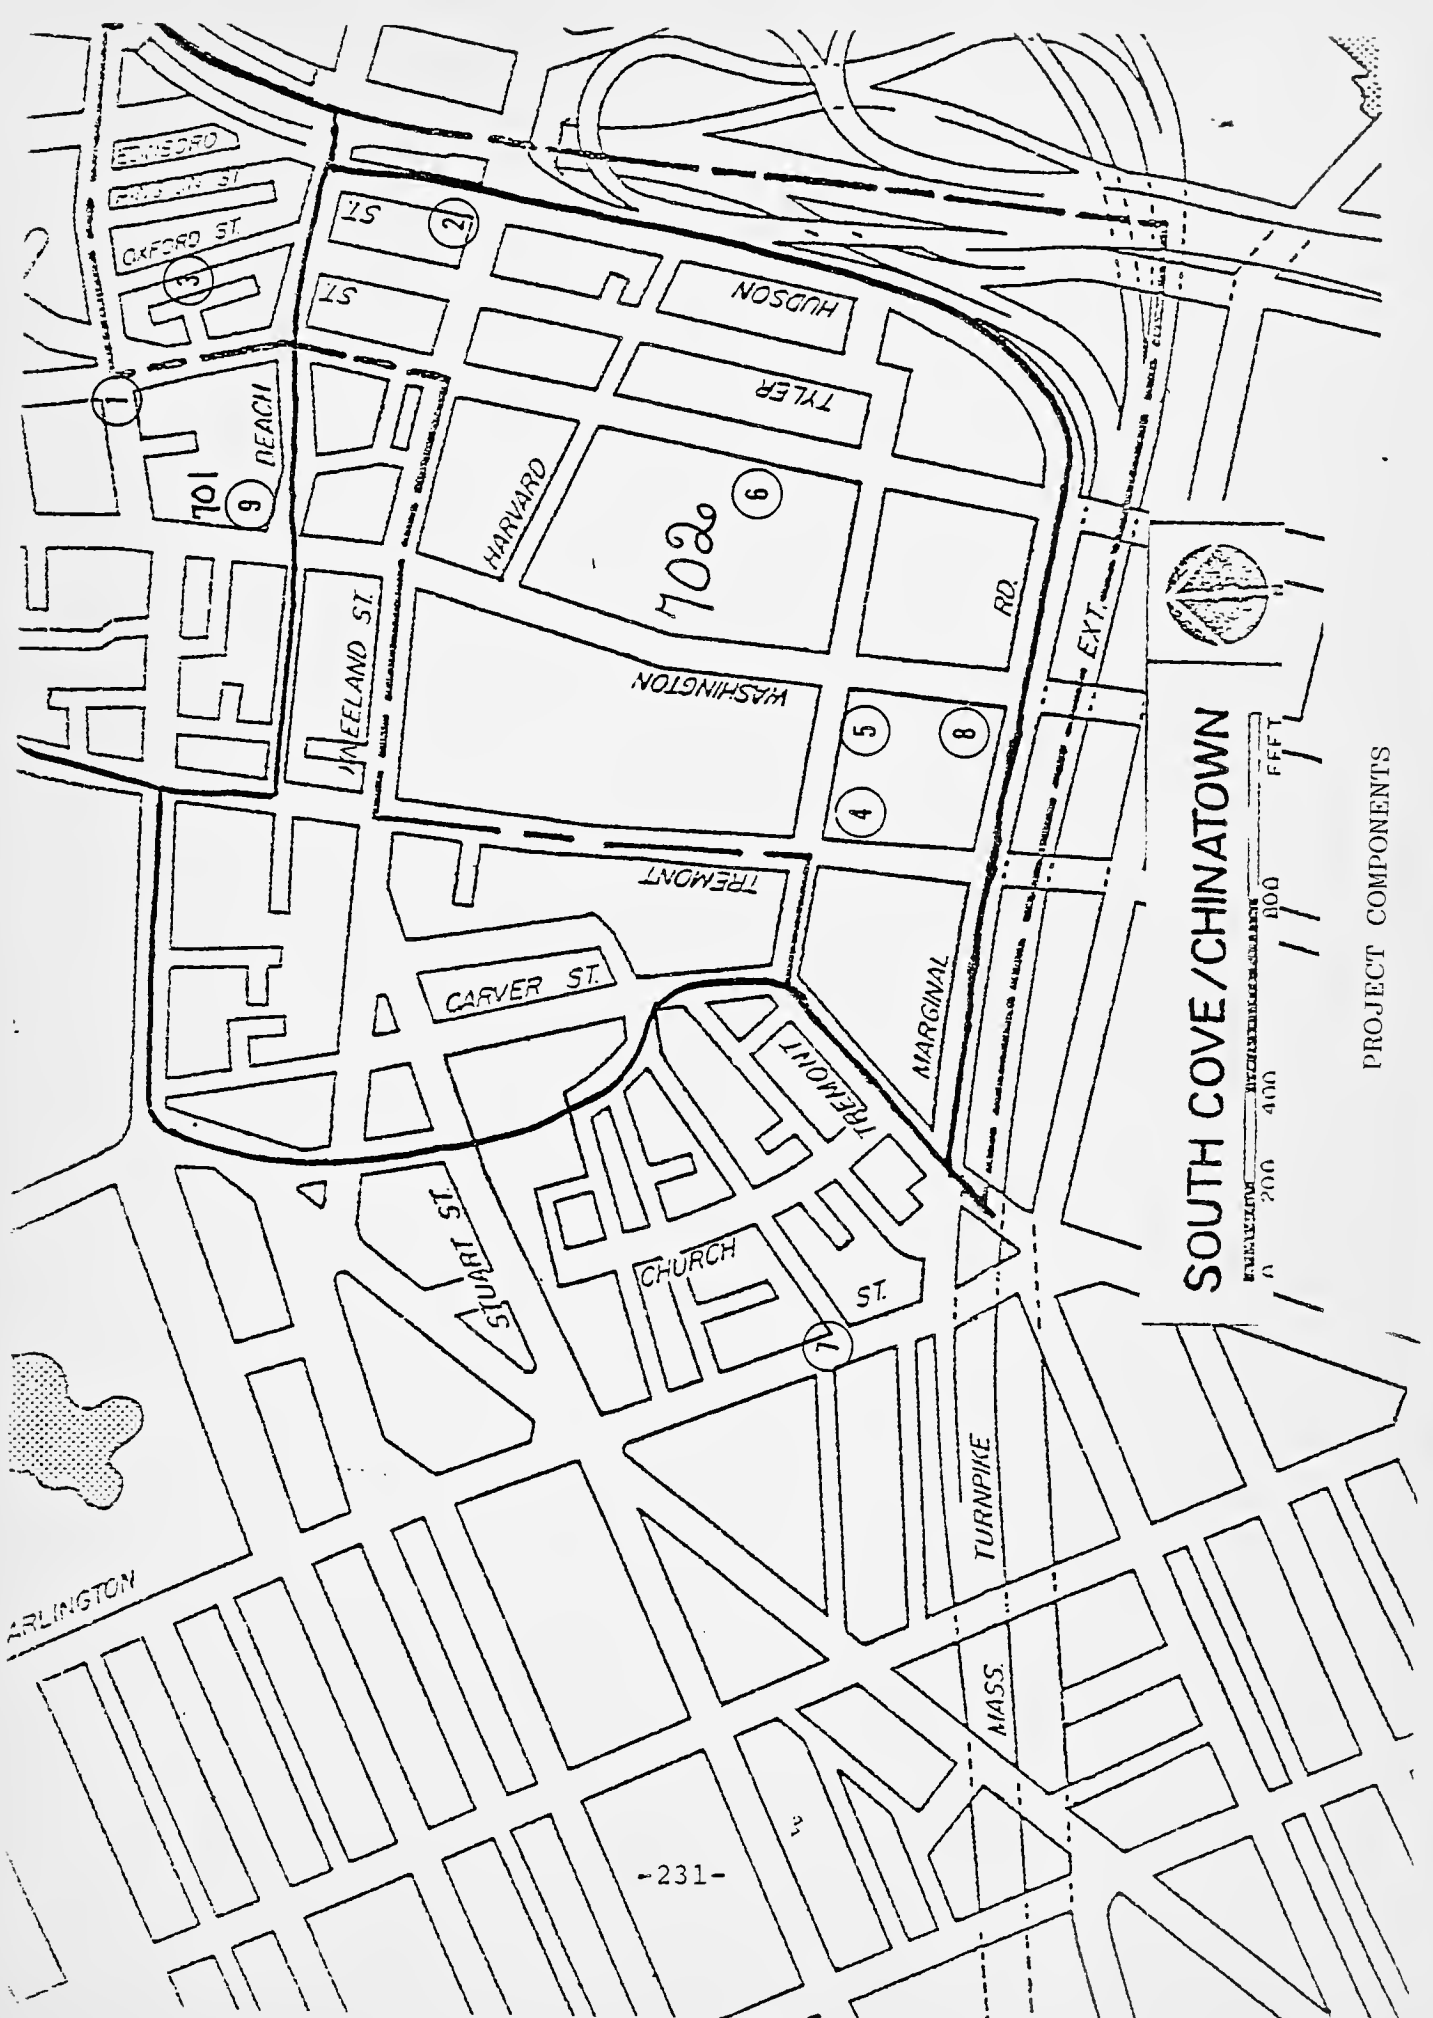 OXFORD ST.
3
1
BEACH
701
9
ST.
2
ST.
HUDSON
TYLER
HARVARD
7020
6
KNEELAND ST.
WASHINGTON
RD.
EXT.
5
8
4
TREMONT
CARVER ST.
MARGINAL
TREMONT
STUART ST.
CHURCH
ST.
7
ARLINGTON
TURNPIKE
MASS.
SOUTH COVE/CHINATOWN
0 200 400 800 FEET
PROJECT COMPONENTS
-231-